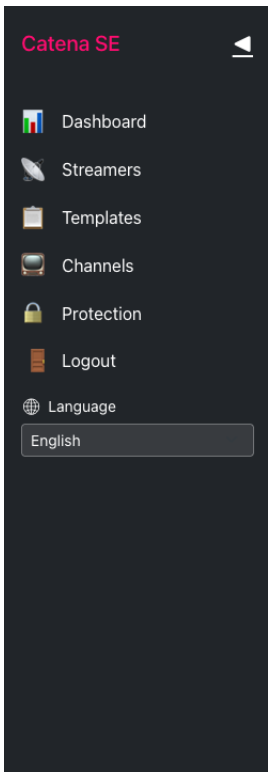 Catena SE
Dashboard
Streamers
Templates
Channels
Protection
Logout
Language
English